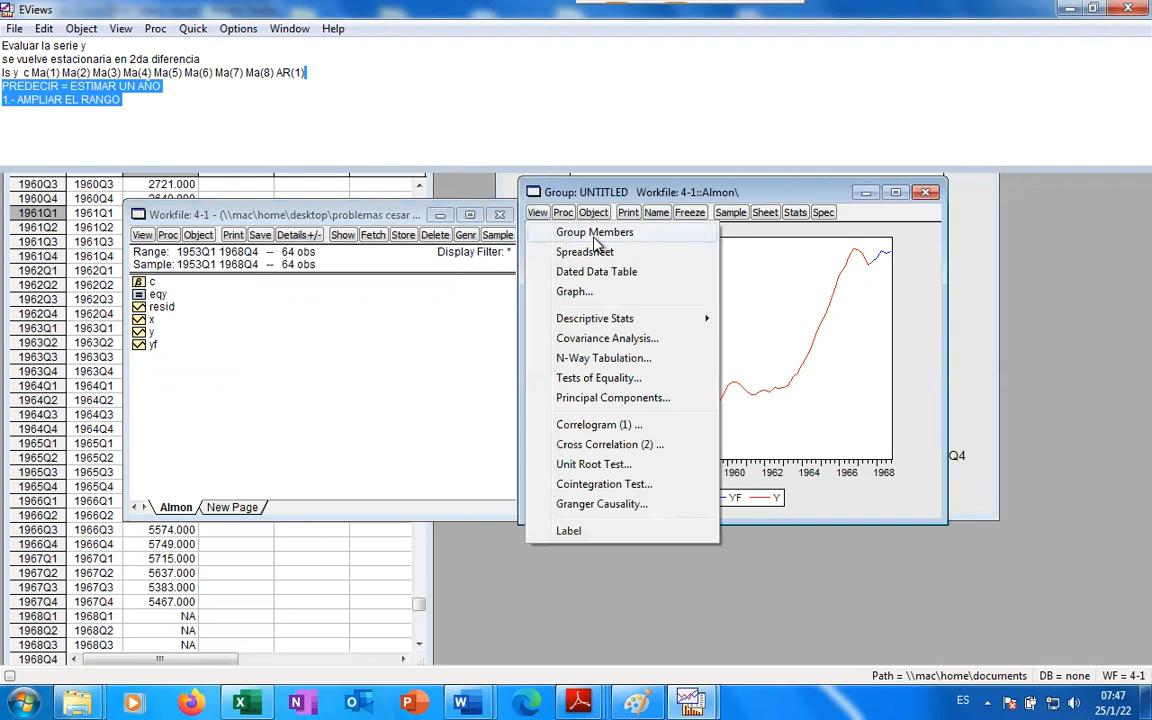 EViews
File Edit Object View Proc Quick Options Window Help
Evaluar la serie y
se vuelve estacionaria en 2da diferencia
ls y c Ma(1) Ma(2) Ma(3) Ma(4) Ma(5) Ma(6) Ma(7) Ma(8) AR(1)
PREDECIR = ESTIMAR UN AÑO
1.- AMPLIAR EL RANGO
1960Q3 1960Q3 2721.000
1960Q4 1960Q4
1961Q1 1961Q1
1961Q2 1961Q2
1961Q3 1961Q3
1961Q4 1961Q4
1962Q1 1962Q1
1962Q2 1962Q2
1962Q3 1962Q3
1962Q4 1962Q4
1963Q1 1963Q1
1963Q2 1963Q2
1963Q3 1963Q3
1963Q4 1963Q4
1964Q1 1964Q1
1964Q2 1964Q2
1964Q3 1964Q3
1964Q4 1964Q4
1965Q1 1965Q1
1965Q2 1965Q2
1965Q3 1965Q3
1965Q4 1965Q4
1966Q1 1966Q1
1966Q2 1966Q2
1966Q3 1966Q3 5574.000
1966Q4 1966Q4 5749.000
1967Q1 1967Q1 5715.000
1967Q2 1967Q2 5637.000
1967Q3 1967Q3 5383.000
1967Q4 1967Q4 5467.000
1968Q1 1968Q1 NA
1968Q2 1968Q2 NA
1968Q3 1968Q3 NA
1968Q4
Workfile: 4-1 - (\\mac\home\desktop\problemas cesar ...
View Proc Object Print Save Details+/- Show Fetch Store Delete Genr Sample
Range: 1953Q1 1968Q4 -- 64 obs Display Filter: *
Sample: 1953Q1 1968Q4 -- 64 obs
c
eqy
resid
x
y
yf
Almon New Page
Group: UNTITLED Workfile: 4-1::Almon\
View Proc Object Print Name Freeze Sample Sheet Stats Spec
Group Members
Spreadsheet
Dated Data Table
Graph...
Descriptive Stats
Covariance Analysis...
N-Way Tabulation...
Tests of Equality...
Principal Components...
Correlogram (1) ...
Cross Correlation (2) ...
Unit Root Test...
Cointegration Test...
Granger Causality...
Label
1960 1962 1964 1966 1968
YF Y
Q4
Path = \\mac\home\documents DB = none WF = 4-1
ES 07:47
25/1/22